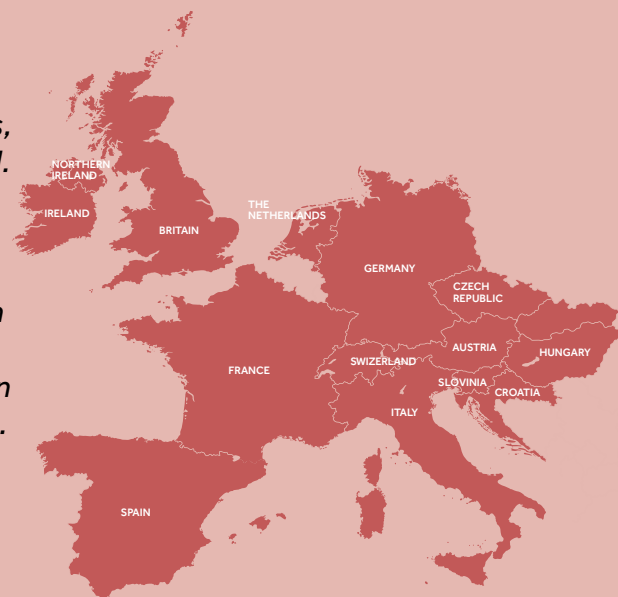 s,
l.
NORTHERN
IRELAND
IRELAND
BRITAIN
THE
NETHERLANDS
GERMANY
CZECH
REPUBLIC
n
AUSTRIA
HUNGARY
SWIZERLAND
FRANCE
SLOVINIA
CROATIA
n
ITALY
.
SPAIN